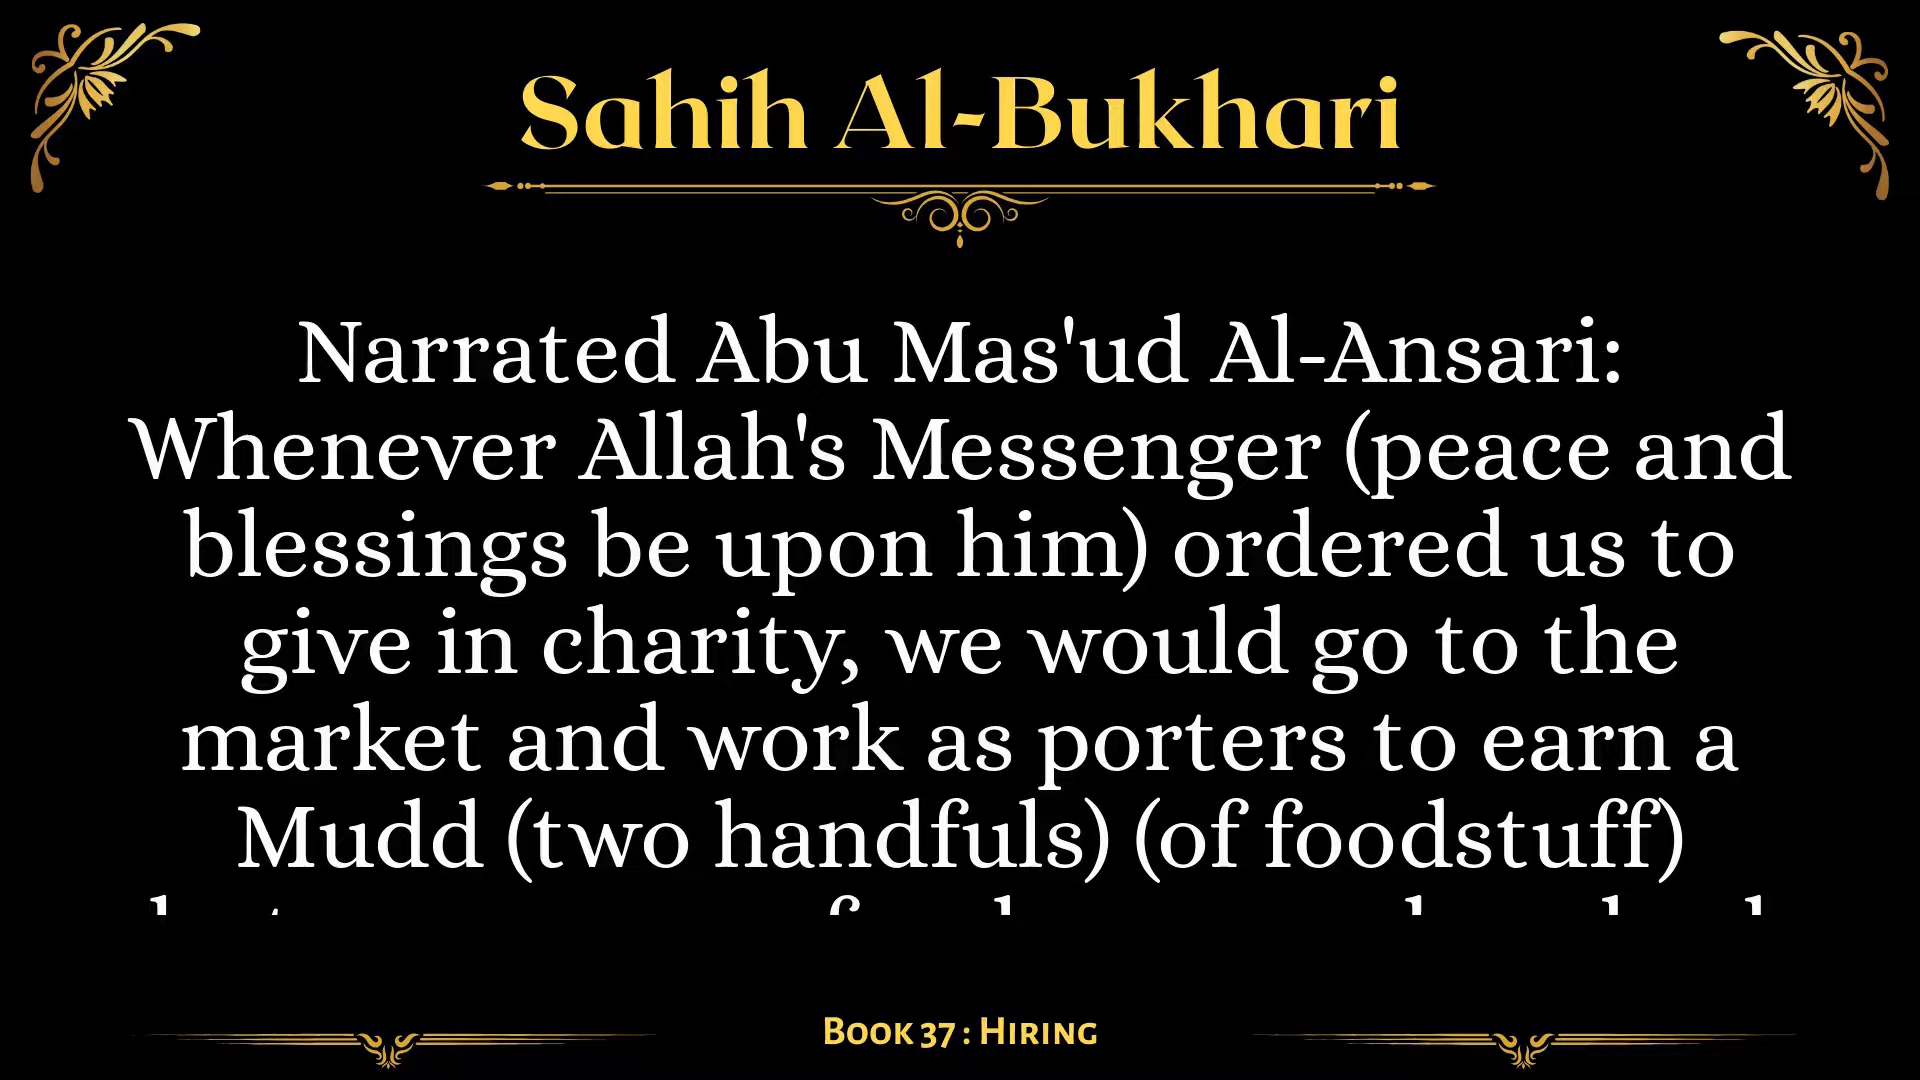 Sahih Al-Bukhari
Narrated Abu Mas'ud Al-Ansari:
Whenever Allah's Messenger (peace and
blessings be upon him) ordered us to
give in charity, we would go to the
market and work as porters to earn a
Mudd (two handfuls) (of foodstuff)
Book 37 : Hiring